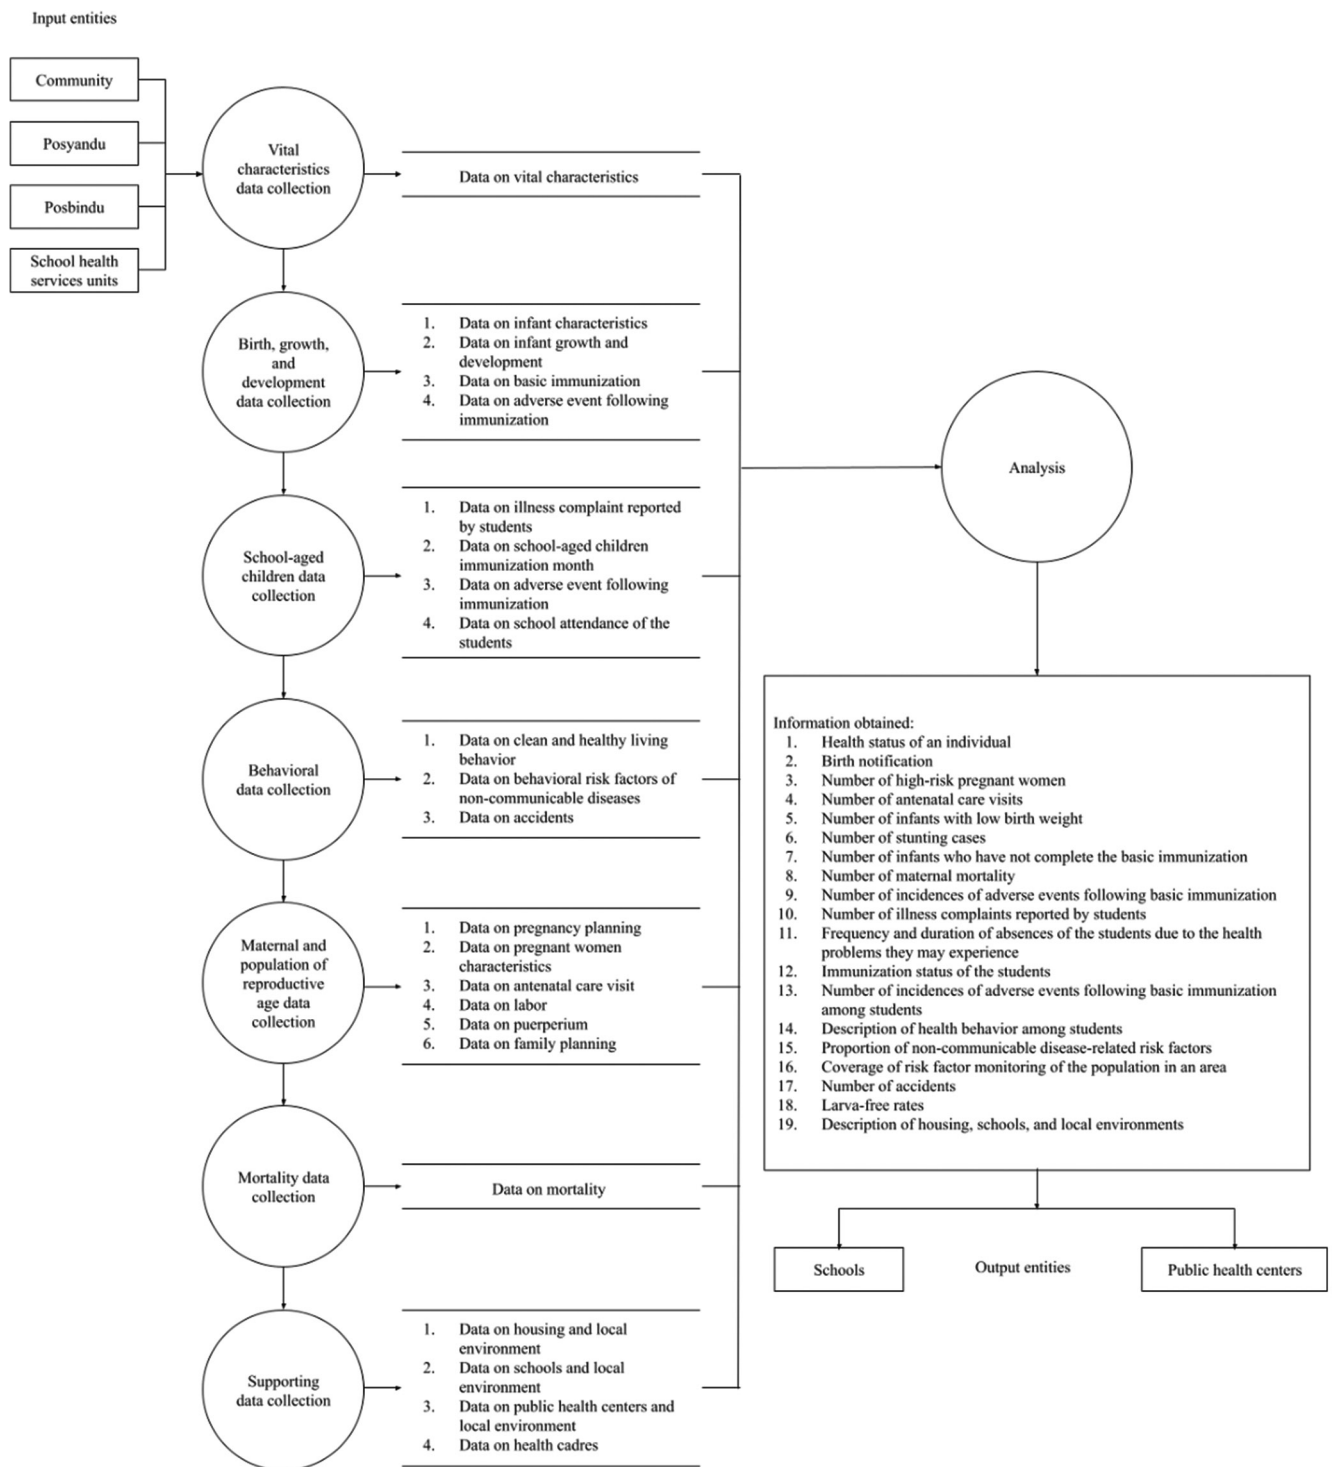 Input entities
Community
Posyandu
Posbindu
School health
services units
Vital
characteristics
data collection
Data on vital characteristics
Birth, growth,
and
development
data collection
1. Data on infant characteristics
2. Data on infant growth and
development
3. Data on basic immunization
4. Data on adverse event following
immunization
School-aged
children data
collection
1. Data on illness complaint reported
by students
2. Data on school-aged children
immunization month
3. Data on adverse event following
immunization
4. Data on school attendance of the
students
Behavioral
data collection
1. Data on clean and healthy living
behavior
2. Data on behavioral risk factors of
non-communicable diseases
3. Data on accidents
Maternal and
population of
reproductive
age data
collection
1. Data on pregnancy planning
2. Data on pregnant women
characteristics
3. Data on antenatal care visit
4. Data on labor
5. Data on puerperium
6. Data on family planning
Mortality data
collection
Data on mortality
Supporting
data collection
1. Data on housing and local
environment
2. Data on schools and local
environment
3. Data on public health centers and
local environment
4. Data on health cadres
Analysis
Information obtained:
1. Health status of an individual
2. Birth notification
3. Number of high-risk pregnant women
4. Number of antenatal care visits
5. Number of infants with low birth weight
6. Number of stunting cases
7. Number of infants who have not complete the basic immunization
8. Number of maternal mortality
9. Number of incidences of adverse events following basic immunization
10. Number of illness complaints reported by students
11. Frequency and duration of absences of the students due to the health
problems they may experience
12. Immunization status of the students
13. Number of incidences of adverse events following basic immunization
among students
14. Description of health behavior among students
15. Proportion of non-communicable disease-related risk factors
16. Coverage of risk factor monitoring of the population in an area
17. Number of accidents
18. Larva-free rates
19. Description of housing, schools, and local environments
Schools
Output entities
Public health centers